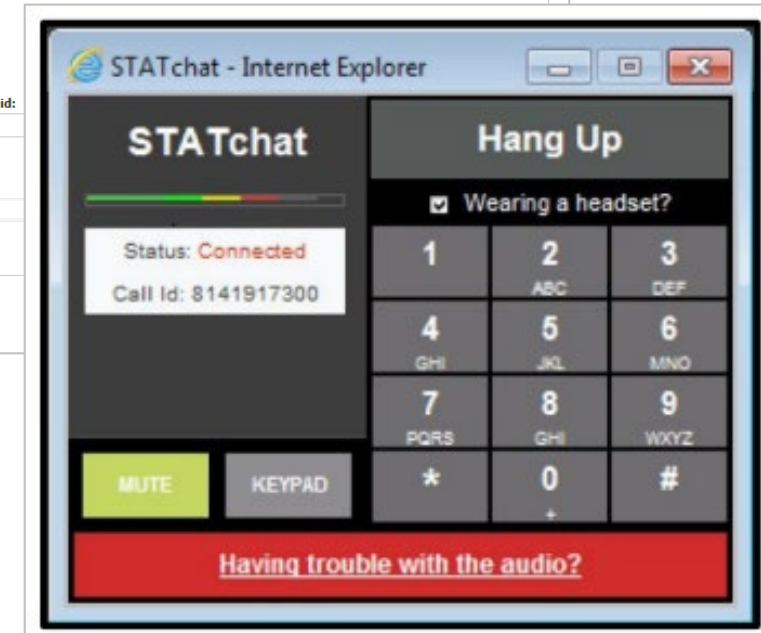 STATchat - Internet Explorer
id:
STATchat
Hang Up
Wearing a headset?
Status: Connected
Call Id: 8141917300
1
2
3
ABC
DEF
4
5
6
GHI
JKL
MNO
7
8
9
PQRS
GHI
WXYZ
MUTE
KEYPAD
*
0
#
+
Having trouble with the audio?